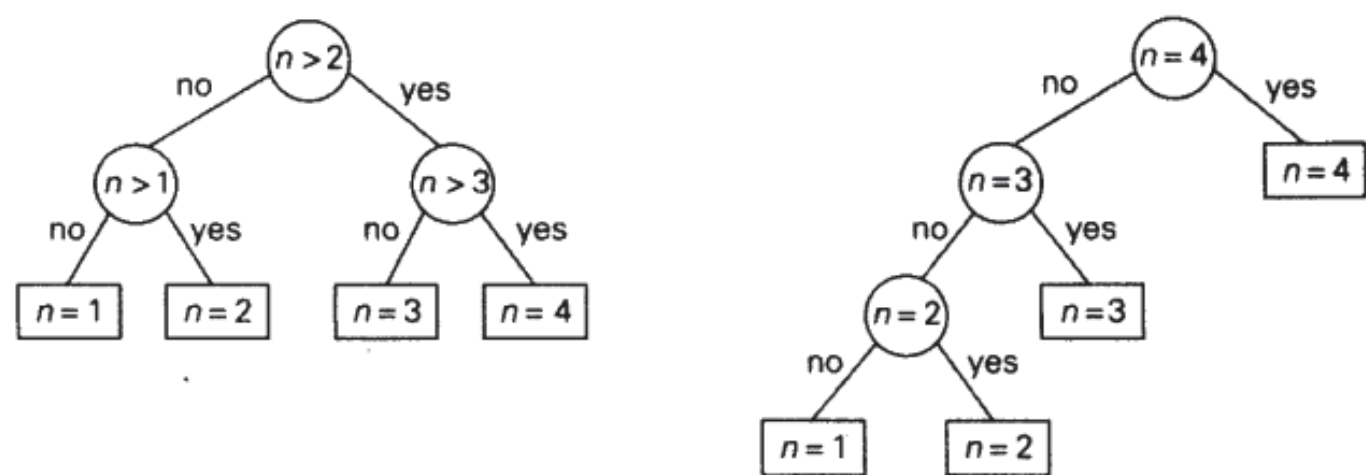 n > 2
no
yes
n > 1
n > 3
no
yes
no
yes
n = 1
n = 2
n = 3
n = 4
n = 4
no
yes
n = 3
n = 4
no
yes
n = 2
n = 3
no
yes
n = 1
n = 2